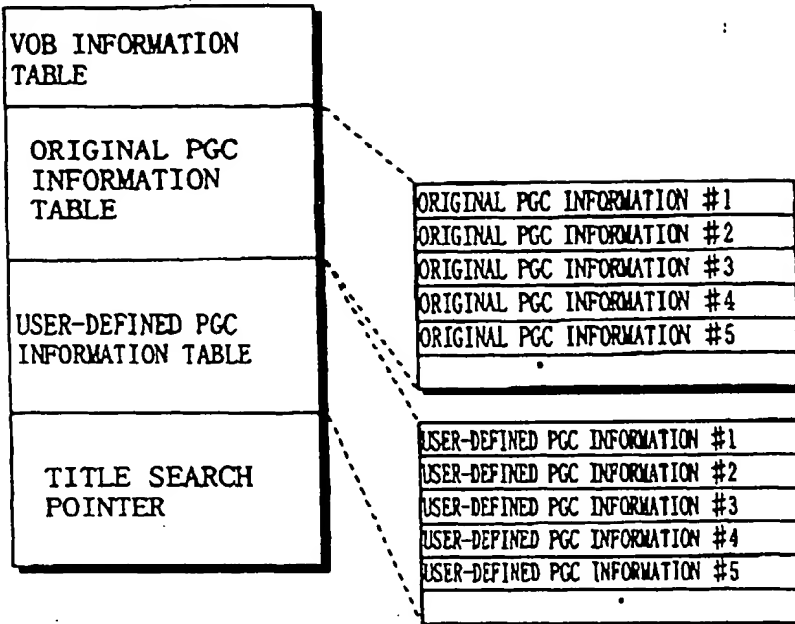 VOB INFORMATION
TABLE
ORIGINAL PGC
INFORMATION
TABLE
USER-DEFINED PGC
INFORMATION TABLE
TITLE SEARCH
POINTER
ORIGINAL PGC INFORMATION #1
ORIGINAL PGC INFORMATION #2
ORIGINAL PGC INFORMATION #3
ORIGINAL PGC INFORMATION #4
ORIGINAL PGC INFORMATION #5
USER-DEFINED PGC INFORMATION #1
USER-DEFINED PGC INFORMATION #2
USER-DEFINED PGC INFORMATION #3
USER-DEFINED PGC INFORMATION #4
USER-DEFINED PGC INFORMATION #5